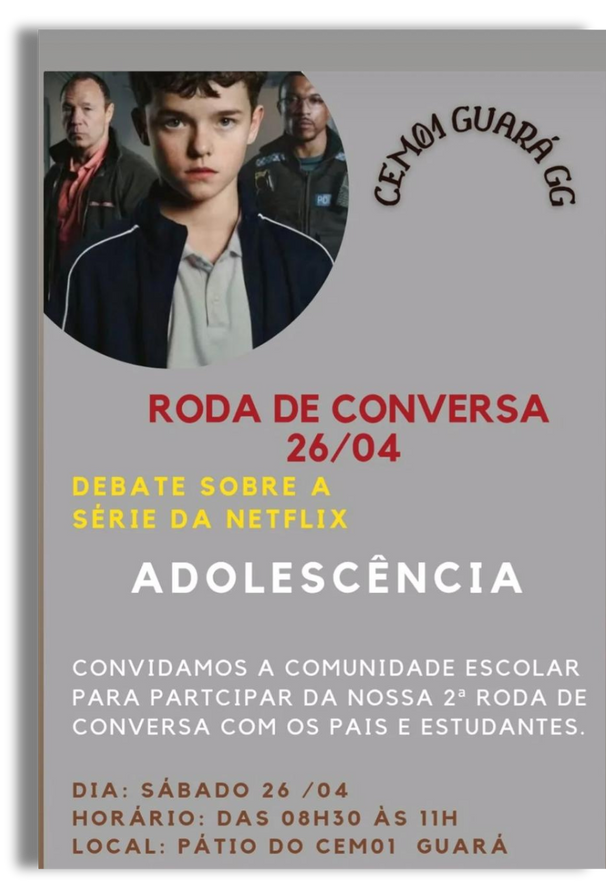 CEM01 GUARÁ GG
RODA DE CONVERSA
26/04
DEBATE SOBRE A
SÉRIE DA NETFLIX
ADOLESCÊNCIA
CONVIDAMOS A COMUNIDADE ESCOLAR
PARA PARTCIPAR DA NOSSA 2ª RODA DE
CONVERSA COM OS PAIS E ESTUDANTES.
DIA: SÁBADO 26 /04
HORÁRIO: DAS 08H30 ÀS 11H
LOCAL: PÁTIO DO CEM01 GUARÁ